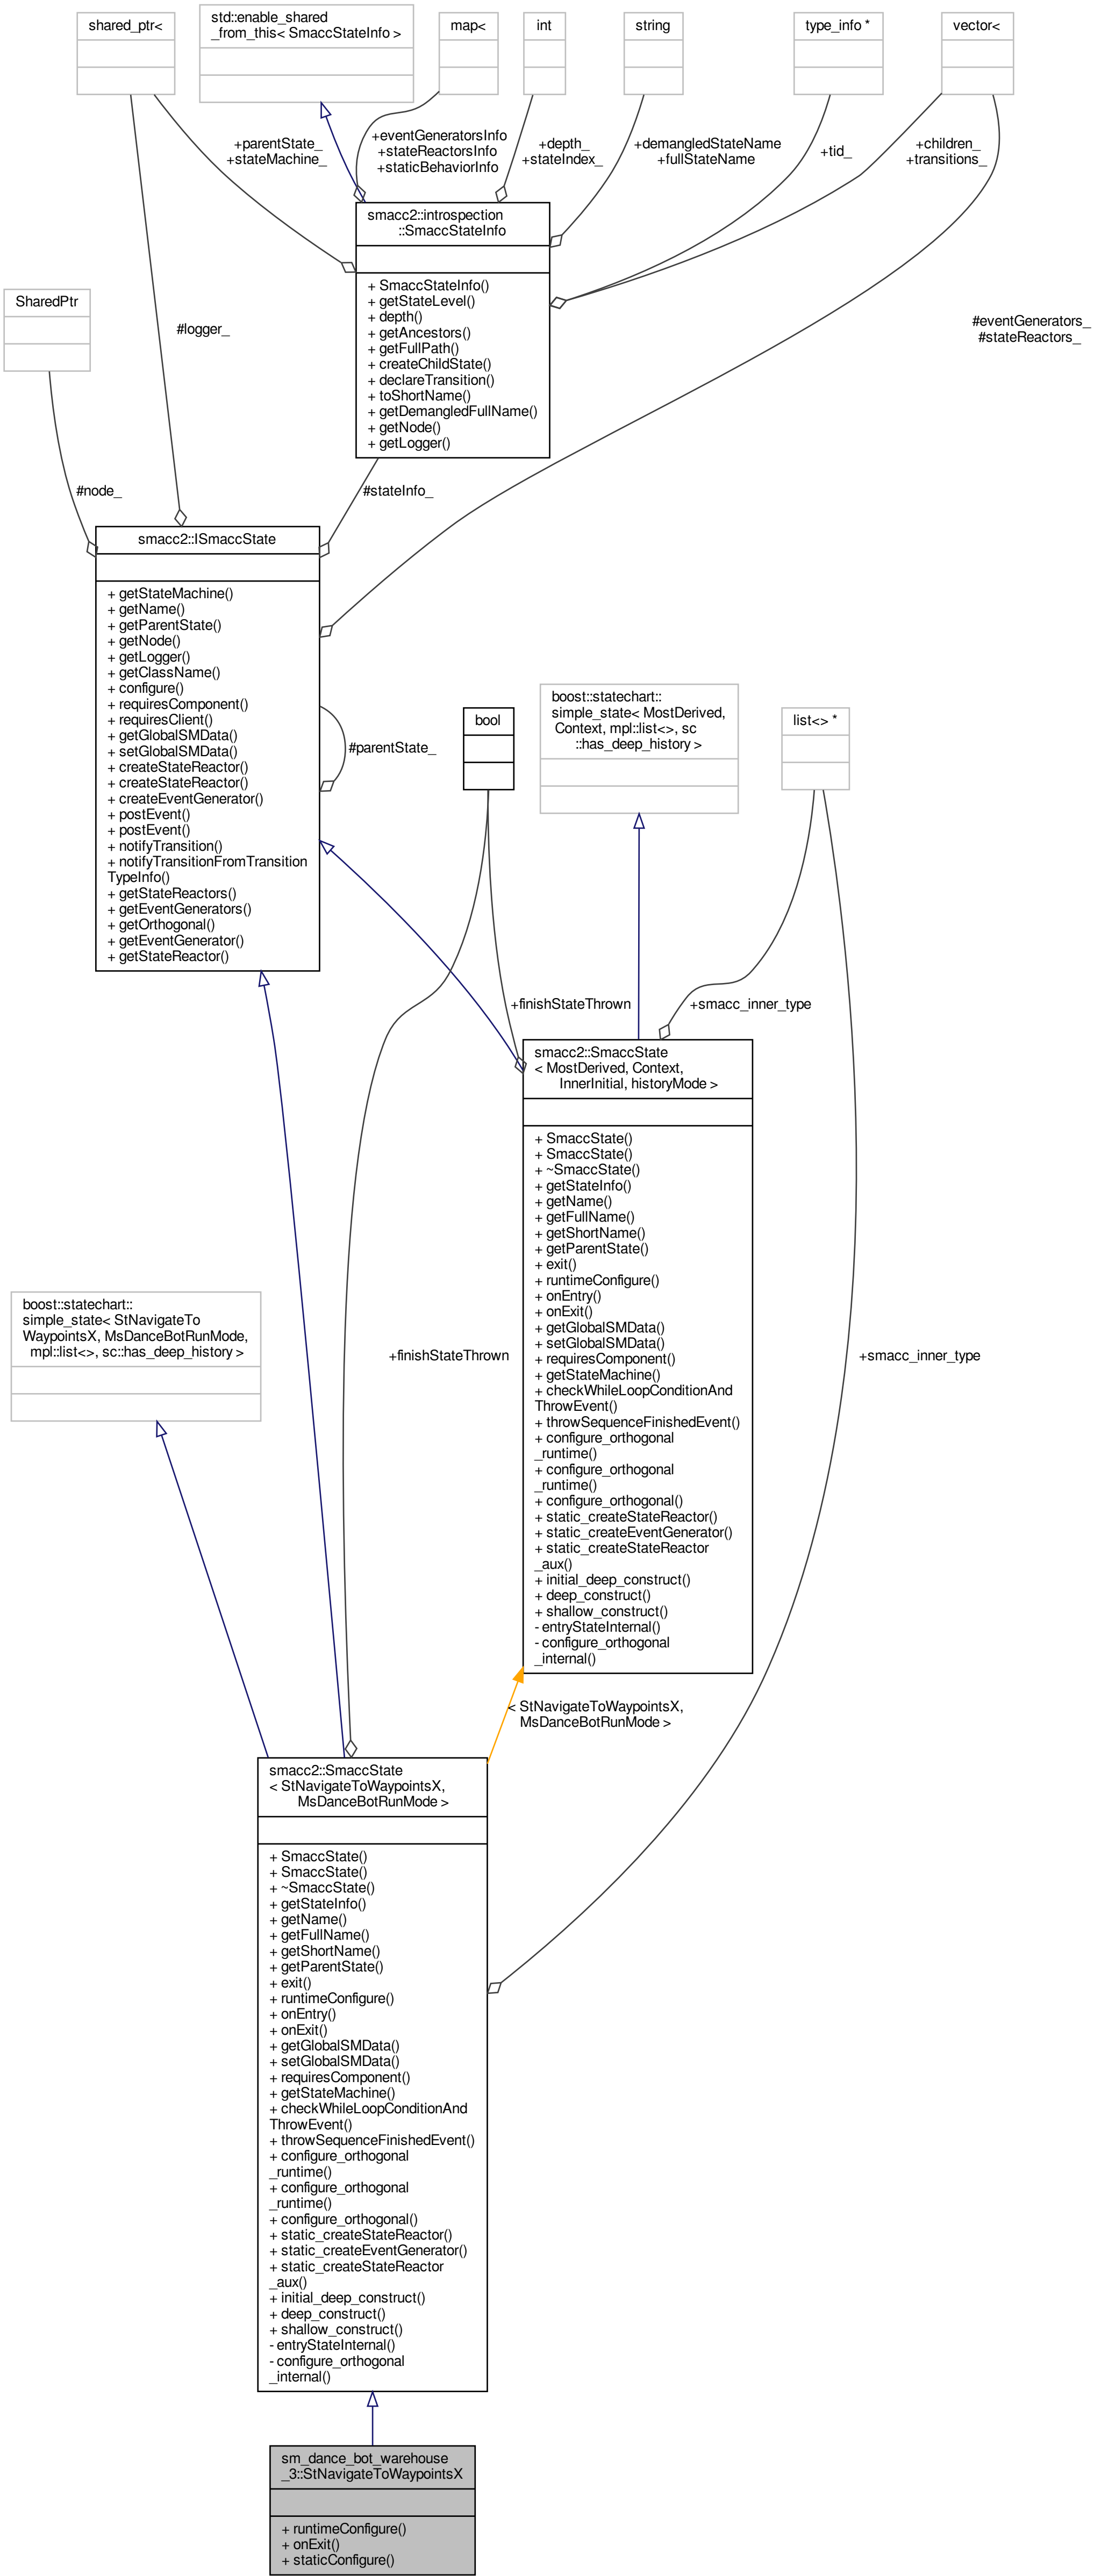 shared_ptr<
std::enable_shared
_from_this< SmaccStateInfo >
map<
int
string
type_info *
vector<
+parentState_
+stateMachine_
+eventGeneratorsInfo
+stateReactorsInfo
+staticBehaviorInfo
+depth_
+stateIndex_
+demangledStateName
+fullStateName
+tid_
+children_
+transitions_
smacc2::introspection
::SmaccStateInfo
+ SmaccStateInfo()
+ getStateLevel()
+ depth()
+ getAncestors()
+ getFullPath()
+ createChildState()
+ declareTransition()
+ toShortName()
+ getDemangledFullName()
+ getNode()
+ getLogger()
SharedPtr
#logger_
#eventGenerators_
#stateReactors_
#node_
#stateInfo_
smacc2::ISmaccState
+ getStateMachine()
+ getName()
+ getParentState()
+ getNode()
+ getLogger()
+ getClassName()
+ configure()
+ requiresComponent()
+ requiresClient()
+ getGlobalSMData()
+ setGlobalSMData()
+ createStateReactor()
+ createStateReactor()
+ createEventGenerator()
+ postEvent()
+ postEvent()
+ notifyTransition()
+ notifyTransitionFromTransition
TypeInfo()
+ getStateReactors()
+ getEventGenerators()
+ getOrthogonal()
+ getEventGenerator()
+ getStateReactor()
#parentState_
bool
boost::statechart::
simple_state< MostDerived,
Context, mpl::list<>, sc
::has_deep_history >
list<> *
+finishStateThrown
+smacc_inner_type
smacc2::SmaccState
< MostDerived, Context,
InnerInitial, historyMode >
+ SmaccState()
+ SmaccState()
+ ~SmaccState()
+ getStateInfo()
+ getName()
+ getFullName()
+ getShortName()
+ getParentState()
+ exit()
+ runtimeConfigure()
+ onEntry()
+ onExit()
+ getGlobalSMData()
+ setGlobalSMData()
+ requiresComponent()
+ getStateMachine()
+ checkWhileLoopConditionAnd
ThrowEvent()
+ throwSequenceFinishedEvent()
+ configure_orthogonal
_runtime()
+ configure_orthogonal
_runtime()
+ configure_orthogonal()
+ static_createStateReactor()
+ static_createEventGenerator()
+ static_createStateReactor
_aux()
+ initial_deep_construct()
+ deep_construct()
+ shallow_construct()
- entryStateInternal()
- configure_orthogonal
_internal()
boost::statechart::
simple_state< StNavigateTo
WaypointsX, MsDanceBotRunMode,
mpl::list<>, sc::has_deep_history >
+finishStateThrown
+smacc_inner_type
< StNavigateToWaypointsX,
MsDanceBotRunMode >
smacc2::SmaccState
< StNavigateToWaypointsX,
MsDanceBotRunMode >
+ SmaccState()
+ SmaccState()
+ ~SmaccState()
+ getStateInfo()
+ getName()
+ getFullName()
+ getShortName()
+ getParentState()
+ exit()
+ runtimeConfigure()
+ onEntry()
+ onExit()
+ getGlobalSMData()
+ setGlobalSMData()
+ requiresComponent()
+ getStateMachine()
+ checkWhileLoopConditionAnd
ThrowEvent()
+ throwSequenceFinishedEvent()
+ configure_orthogonal
_runtime()
+ configure_orthogonal
_runtime()
+ configure_orthogonal()
+ static_createStateReactor()
+ static_createEventGenerator()
+ static_createStateReactor
_aux()
+ initial_deep_construct()
+ deep_construct()
+ shallow_construct()
- entryStateInternal()
- configure_orthogonal
_internal()
sm_dance_bot_warehouse
_3::StNavigateToWaypointsX
+ runtimeConfigure()
+ onExit()
+ staticConfigure()